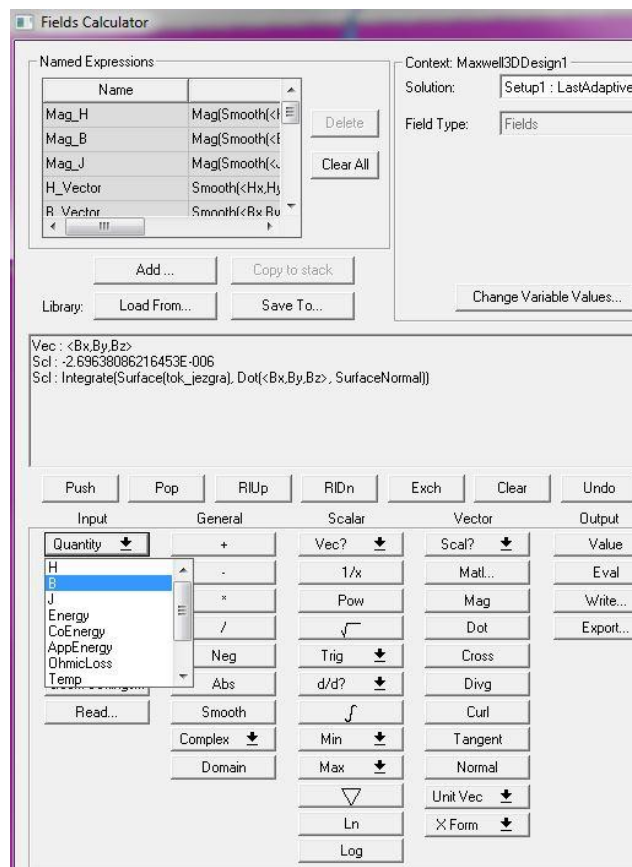 Fields Calculator
Named Expressions
Name
Mag_H Mag(Smooth(<H
Mag_B Mag(Smooth(<B
Mag_J Mag(Smooth(<J
H_Vector Smooth(<Hx,Hy
B_Vector Smooth(<Bx,By
Delete
Clear All
Add ... Copy to stack
Library: Load From... Save To...
Context: Maxwell3DDesign1
Solution: Setup1 : LastAdaptive
Field Type: Fields
Change Variable Values...
Vec : <Bx,By,Bz>
Scl : -2.69638086216453E-006
Scl : Integrate(Surface(tok_jezgra), Dot(<Bx,By,Bz>, SurfaceNormal))
Push Pop RlUp RlDn Exch Clear Undo
Input General Scalar Vector Output
Quantity + Vec? Scal? Value
H
B - 1/x Matl... Eval
J * Pow Mag Write...
Energy
CoEnergy / √ Dot Export...
AppEnergy
OhmicLoss Neg Trig Cross
Temp
Abs d/d? Divg
Read... Smooth ∫ Curl
Complex Min Tangent
Domain Max Normal
▽ Unit Vec
Ln X Form
Log